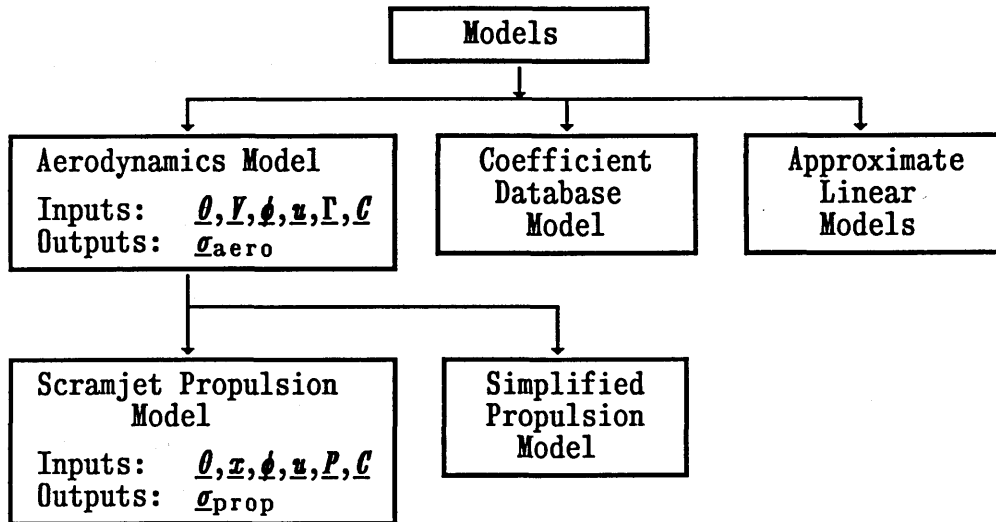 Models
Aerodynamics Model
Inputs: θ, V, ϕ, u, Γ, C
Outputs: σaero
Coefficient
Database
Model
Approximate
Linear
Models
Scramjet Propulsion
Model
Inputs: θ, x, ϕ, u, P, C
Outputs: σprop
Simplified
Propulsion
Model